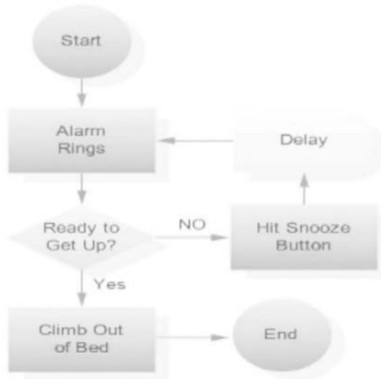 Start
Alarm
Rings
Delay
Ready to
Get Up?
NO
Hit Snooze
Button
Yes
Climb Out
of Bed
End